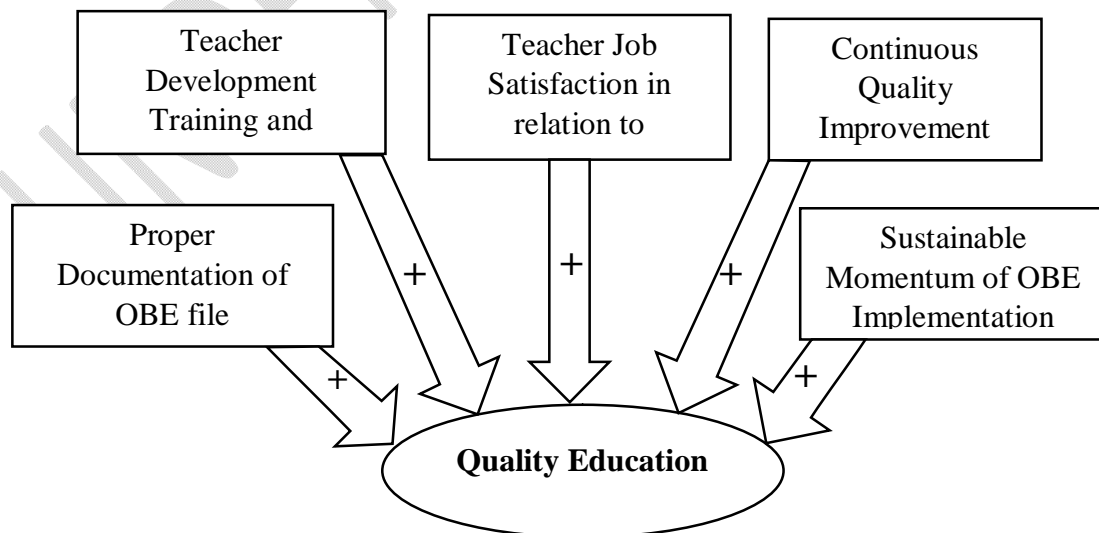 Teacher
Development
Training and
Teacher Job
Satisfaction in
relation to
Continuous
Quality
Improvement
Proper
Documentation of
OBE file
Sustainable
Momentum of OBE
Implementation
+
+
+
+
+
Quality Education